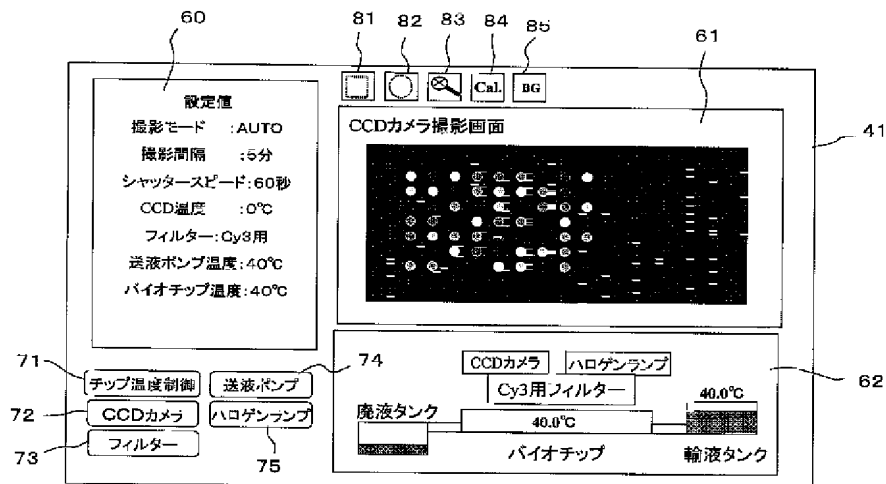 60
81
82
83
84
85
61
41
Cal.
BG
設定値
撮影モード :AUTO
撮影間隔 :5分
シャッタースピード:60秒
CCD温度 :0℃
フィルター:Cy3用
送液ポンプ温度:40℃
バイオチップ温度:40℃
CCDカメラ撮影画面
71
チップ温度制御
74
送液ポンプ
72
CCDカメラ
ハロゲンランプ
73
フィルター
75
62
CCDカメラ
ハロゲンランプ
Cy3用フィルター
廃液タンク
40.0℃
40.0℃
バイオチップ
輸液タンク